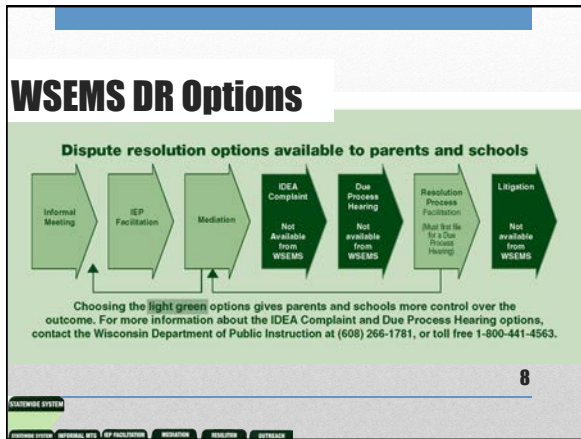 WSEMS DR Options
Dispute resolution options available to parents and schools
Informal
Meeting
IEP
Facilitation
Mediation
IDEA
Complaint
Not
Available
from
WSEMS
Due
Process
Hearing
Not
available
from
WSEMS
Resolution
Process
Facilitation
(Must first file
for a Due
Process
Hearing)
Litigation
Not
available
from
WSEMS
Choosing the light green options gives parents and schools more control over the
outcome. For more information about the IDEA Complaint and Due Process Hearing options,
contact the Wisconsin Department of Public Instruction at (608) 266-1781, or toll free 1-800-441-4563.
8
STATEWIDE SYSTEM
STATEWIDE SYSTEM INFORMAL MTG IEP FACILITATION MEDIATION RESOLUTION OUTREACH